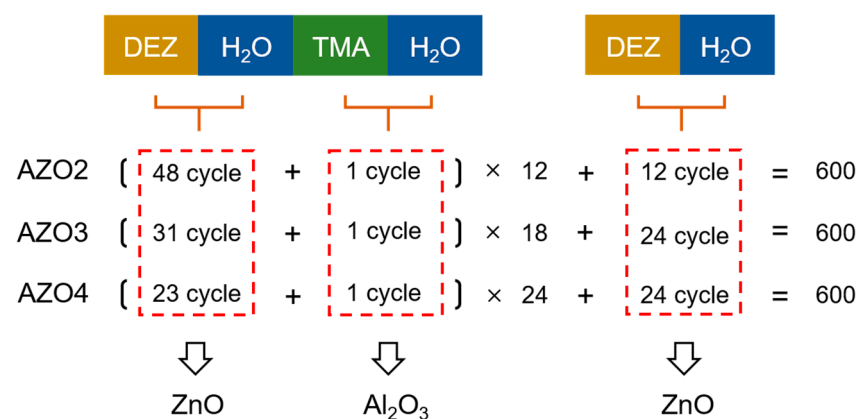 DEZ H₂O TMA H₂O DEZ H₂O
AZO2 ( 48 cycle + 1 cycle ) × 12 + 12 cycle = 600
AZO3 ( 31 cycle + 1 cycle ) × 18 + 24 cycle = 600
AZO4 ( 23 cycle + 1 cycle ) × 24 + 24 cycle = 600
ZnO Al₂O₃ ZnO